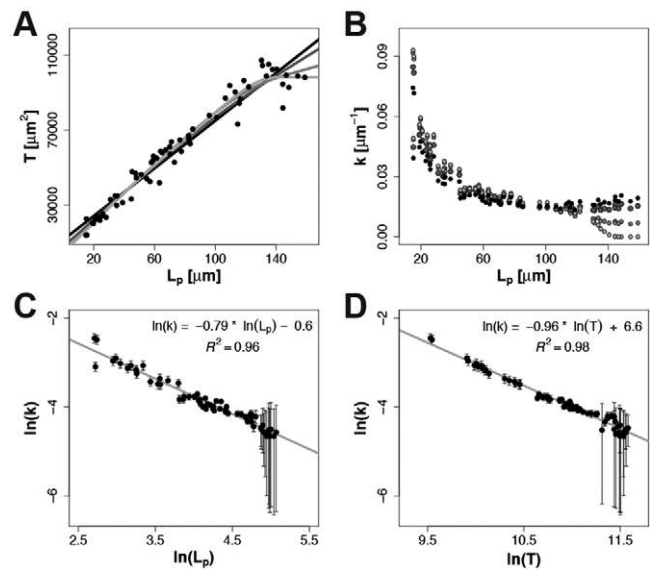 A
B
T [μm²]
110000
70000
30000
20
60
100
140
Lp [μm]
k [μm⁻¹]
0.09
0.06
0.03
0.00
20
60
100
140
Lp [μm]
C
D
ln(k) = −0.79 * ln(Lp) − 0.6
R² = 0.96
ln(k)
−2
−4
−6
2.5
3.5
4.5
5.5
ln(Lp)
ln(k) = −0.96 * ln(T) + 6.6
R² = 0.98
ln(k)
−2
−4
−6
9.5
10.5
11.5
ln(T)